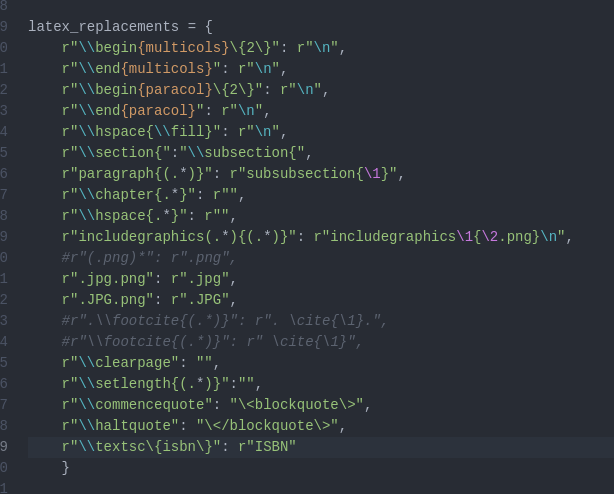 8
9 latex_replacements = {
0     r"\\begin{multicols}\{2\}": r"\n",
1     r"\\end{multicols}": r"\n",
2     r"\\begin{paracol}\{2\}": r"\n",
3     r"\\end{paracol}": r"\n",
4     r"\\hspace{\\fill}": r"\n",
5     r"\\section{":"\\subsection{",
6     r"paragraph{(.*)}": r"subsubsection{\1}",
7     r"\\chapter{.*}": r"",
8     r"\\hspace{.*}": r"",
9     r"includegraphics(.*){(.*)}": r"includegraphics\1{\2.png}\n",
0     #r"(.png)*": r".png",
1     r".jpg.png": r".jpg",
2     r".JPG.png": r".JPG",
3     #r".\\footcite{(.*)}": r". \cite{\1}.",
4     #r"\\footcite{(.*)}": r" \cite{\1}",
5     r"\\clearpage": "",
6     r"\\setlength{(.*)}":"",
7     r"\\commencequote": "\<blockquote\>",
8     r"\\haltquote": "\</blockquote\>",
9     r"\\textsc\{isbn\}": r"ISBN"
0     }
1